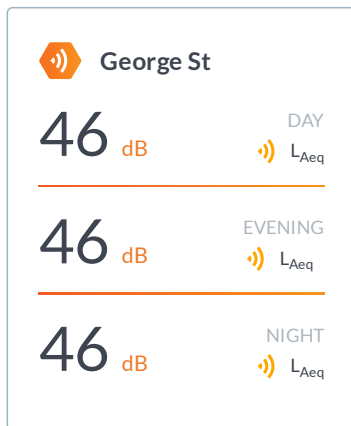 George St
46 dB DAY
LAeq
46 dB EVENING
LAeq
46 dB NIGHT
LAeq